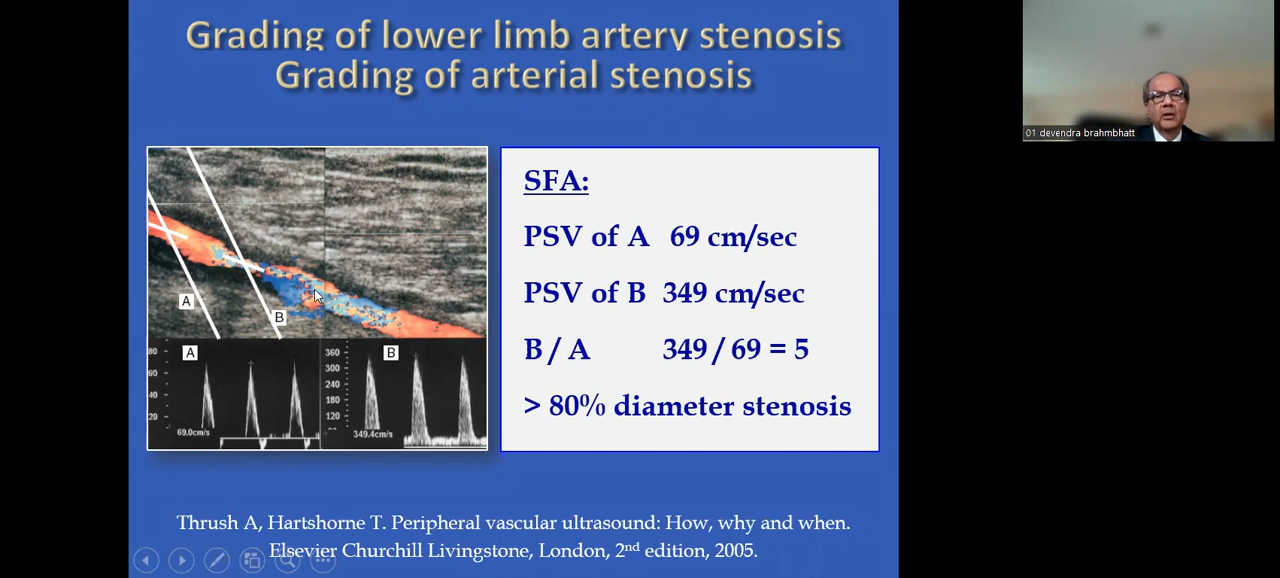 Grading of lower limb artery stenosis
Grading of arterial stenosis
A
B
A
80
60
40
20
69.0cm/s
B
360
300
240
180
120
349.4cm/s
SFA:
PSV of A 69 cm/sec
PSV of B 349 cm/sec
B / A 349 / 69 = 5
> 80% diameter stenosis
Thrush A, Hartshorne T. Peripheral vascular ultrasound: How, why and when.
Elsevier Churchill Livingstone, London, 2nd edition, 2005.
01 devendra brahmbhatt